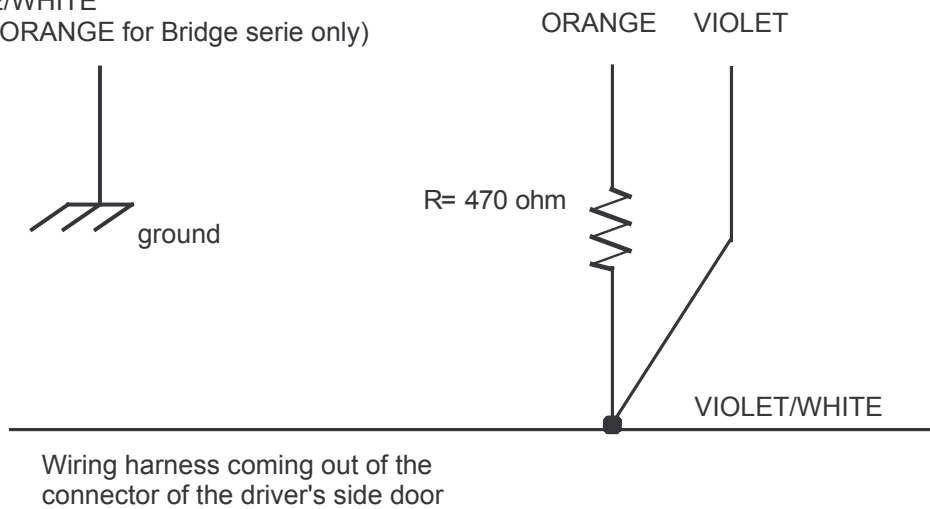 /WHITE
ORANGE for Bridge serie only)
ORANGE VIOLET
R= 470 ohm
ground
VIOLET/WHITE
Wiring harness coming out of the
connector of the driver's side door